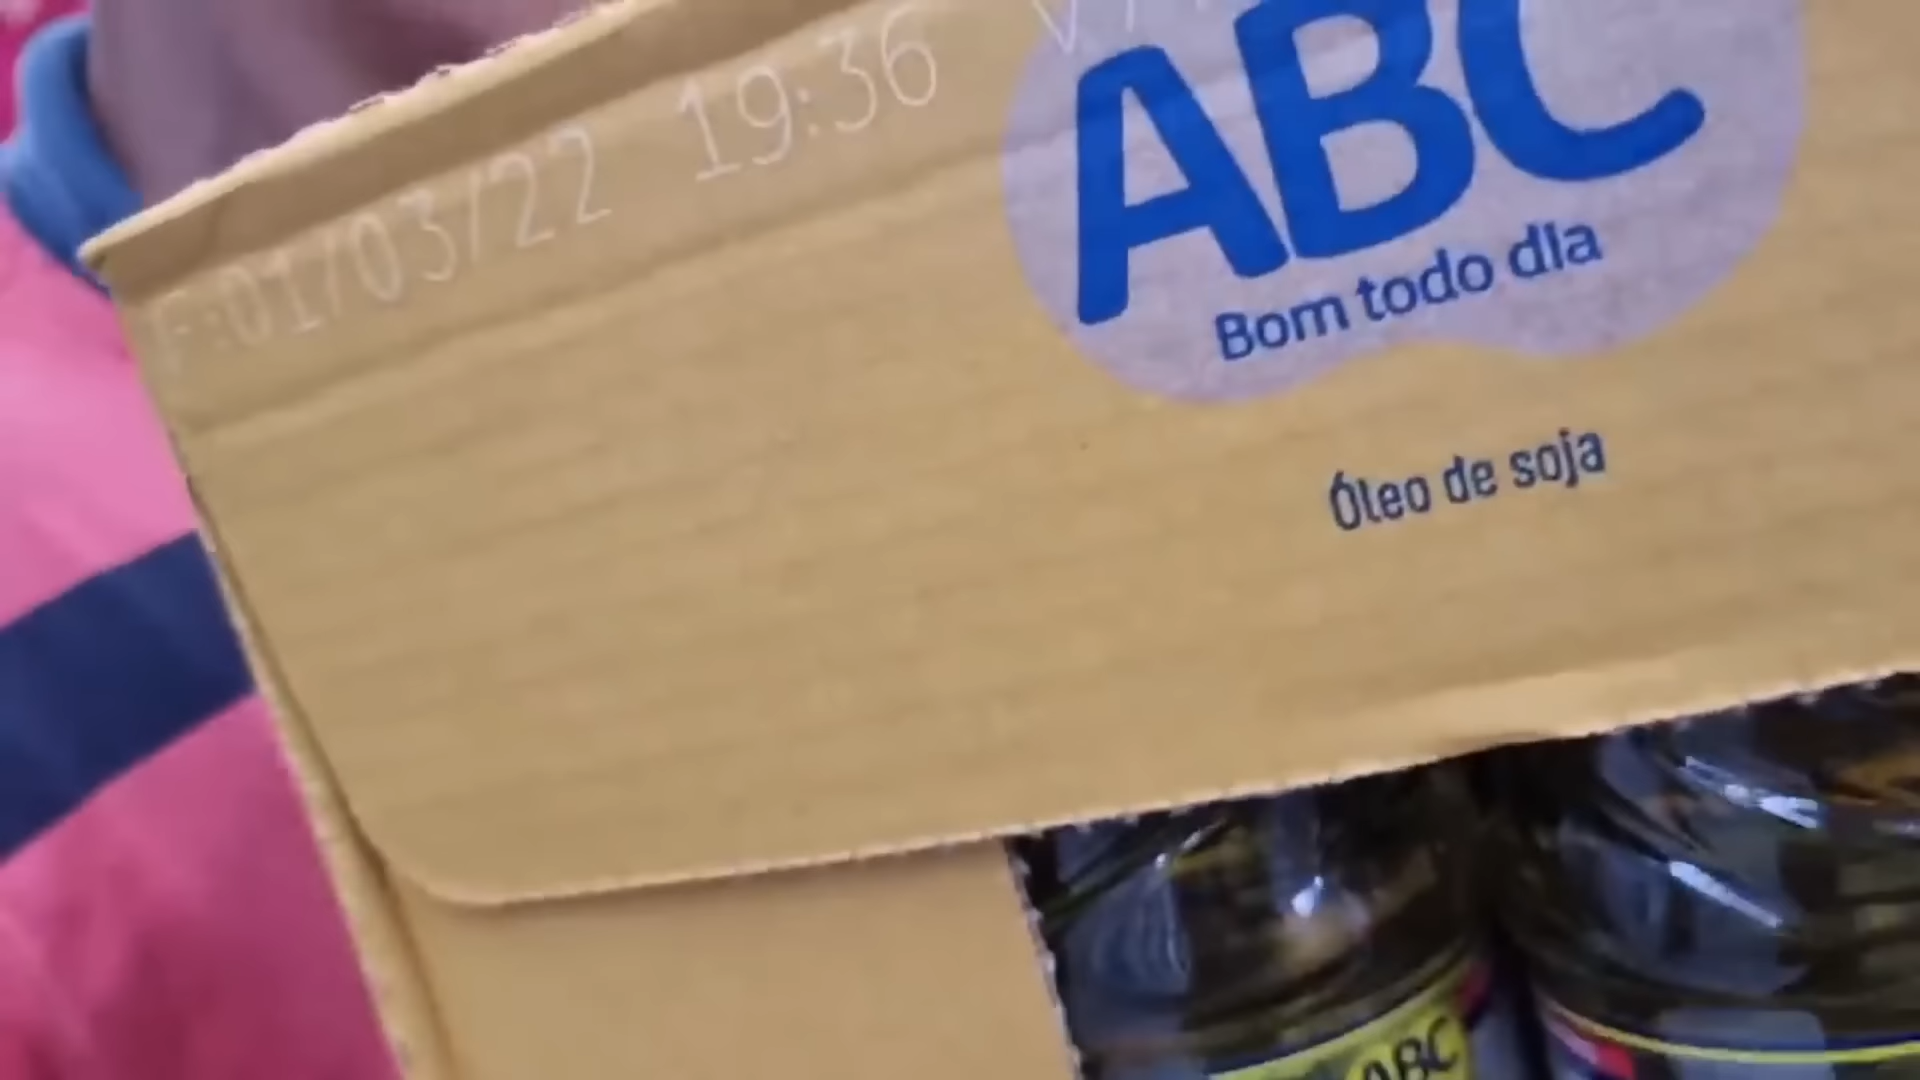 F:01/03/22 19:36
ABC
Bom todo dIa
Óleo de soja
ABC